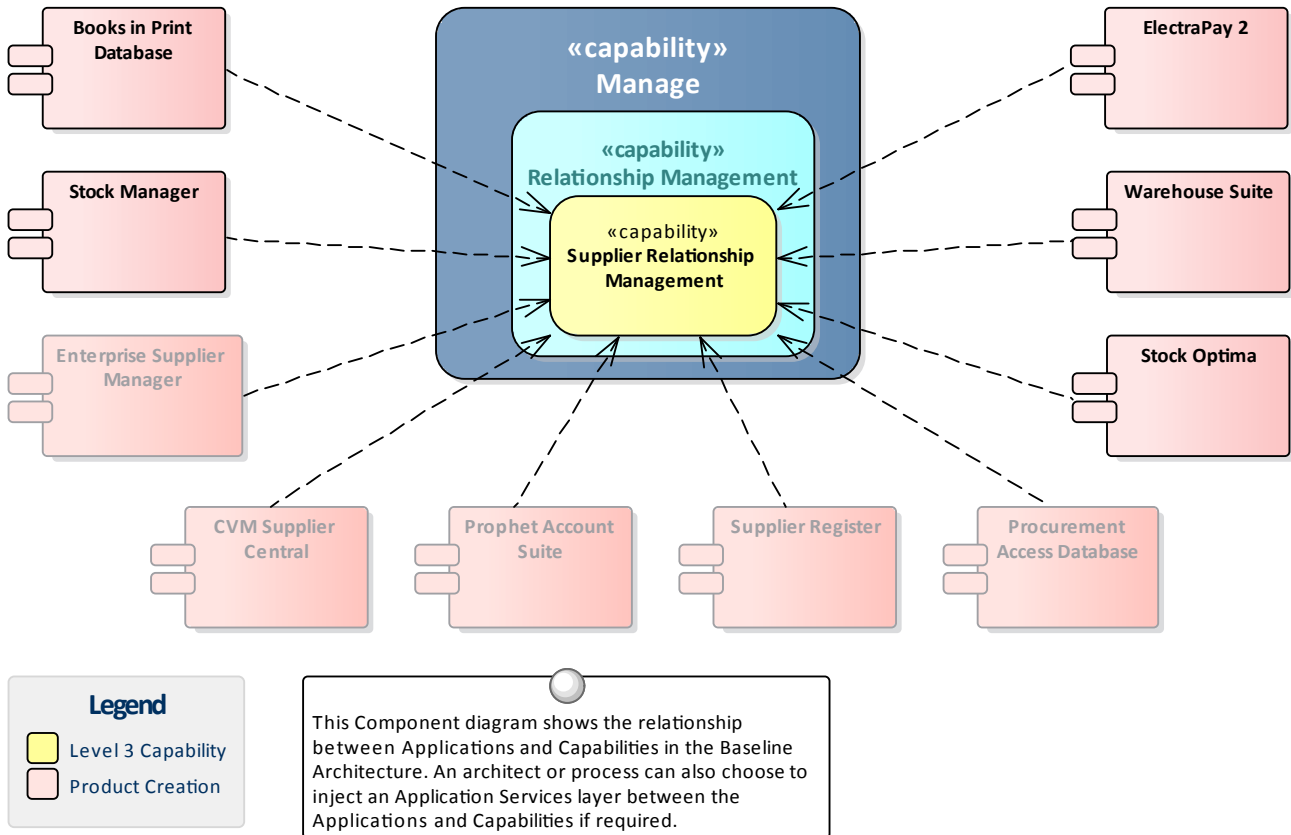 Books in Print
Database
«capability»
Manage
ElectraPay 2
«capability»
Relationship Management
Stock Manager
«capability»
Supplier Relationship
Management
Warehouse Suite
Enterprise Supplier
Manager
Stock Optima
CVM Supplier
Central
Prophet Account
Suite
Supplier Register
Procurement
Access Database
Legend
Level 3 Capability
Product Creation
This Component diagram shows the relationship
between Applications and Capabilities in the Baseline
Architecture. An architect or process can also choose to
inject an Application Services layer between the
Applications and Capabilities if required.